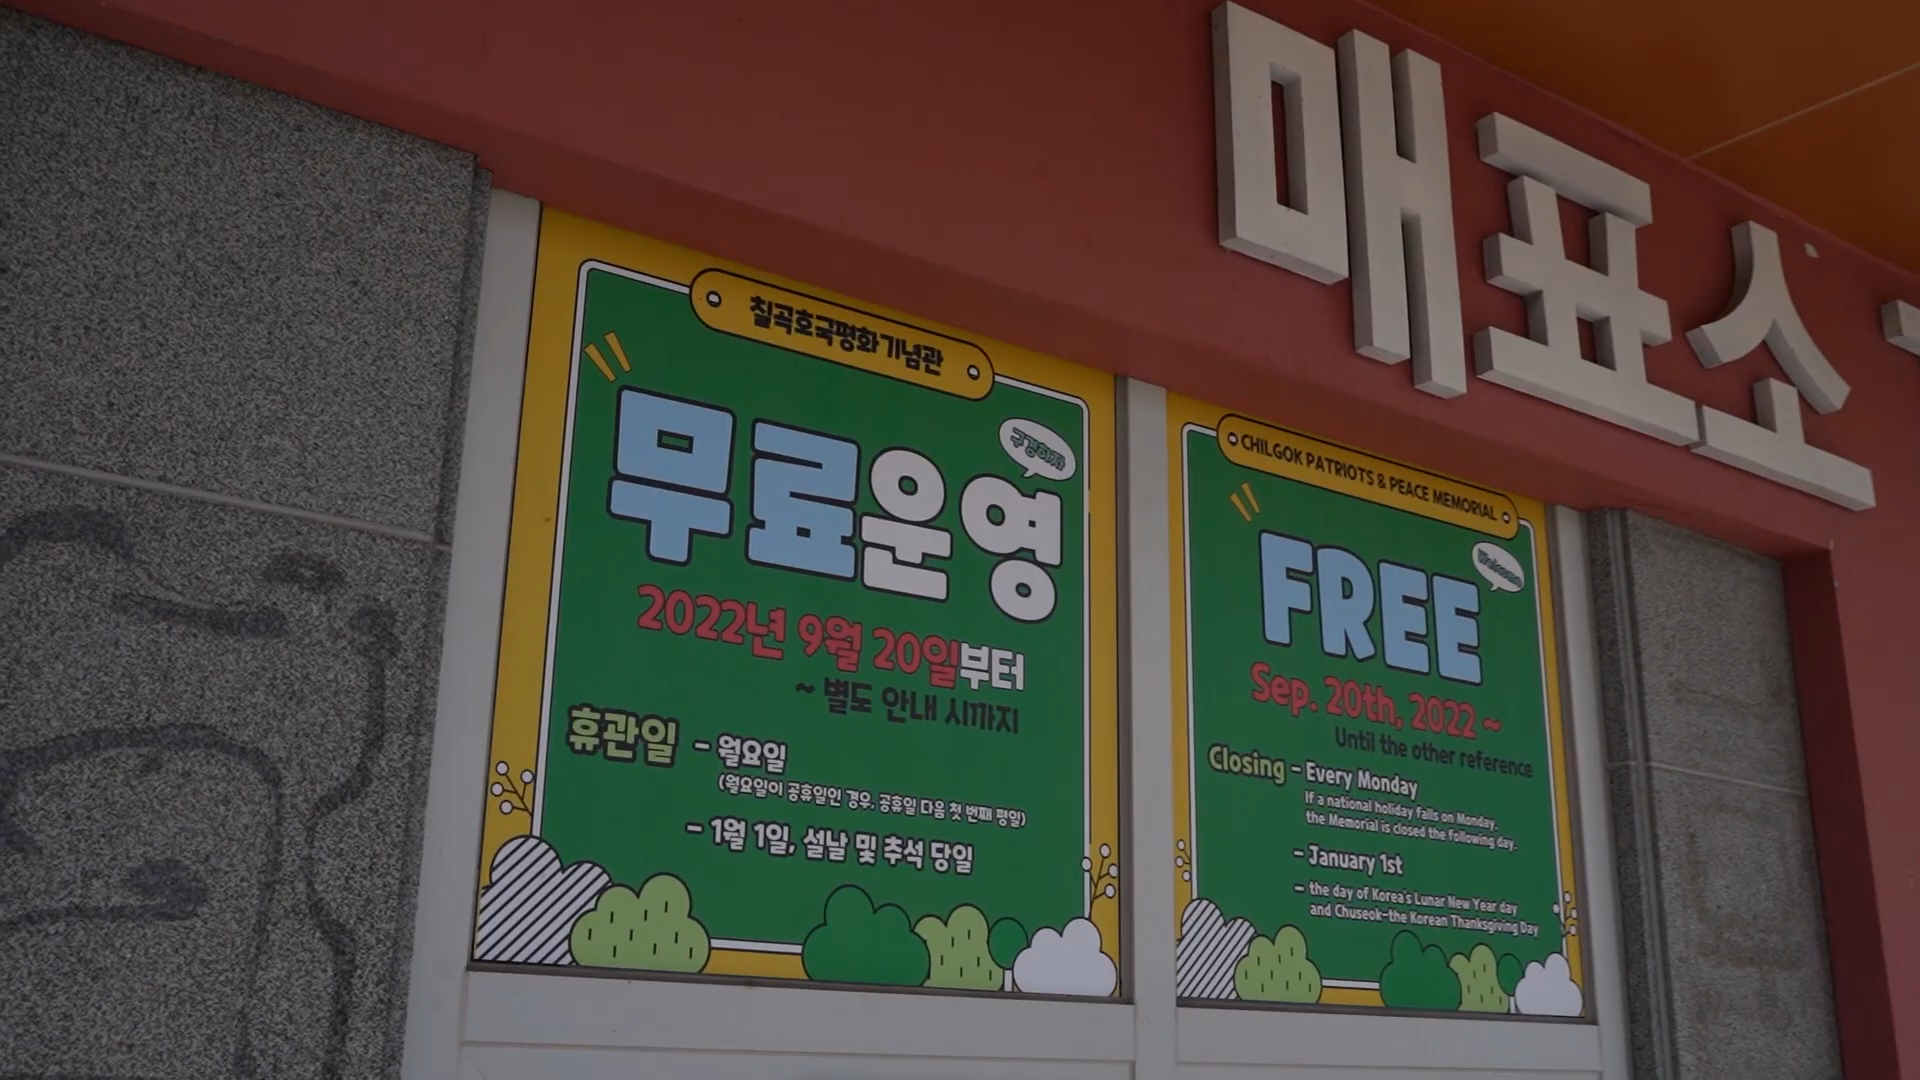 매표소
칠곡호국평화기념관
구경하자
무료운영
2022년 9월 20일부터
~ 별도 안내 시까지
휴관일 - 월요일
(월요일이 공휴일인 경우, 공휴일 다음 첫 번째 평일)
- 1월 1일, 설날 및 추석 당일
CHILGOK PATRIOTS & PEACE MEMORIAL
Welcome
FREE
Sep. 20th, 2022 ~
Until the other reference
Closing - Every Monday
If a national holiday falls on Monday,
the Memorial is closed the following day.
- January 1st
- the day of Korea's Lunar New Year day
and Chuseok-the Korean Thanksgiving Day